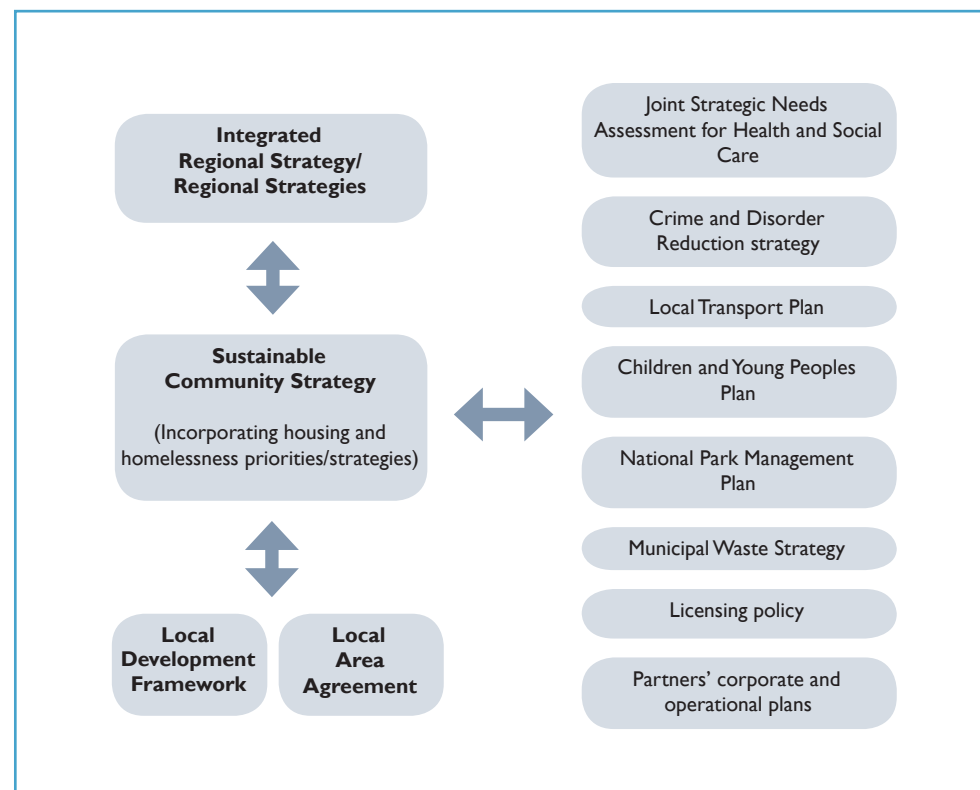 Integrated
Regional Strategy/
Regional Strategies
Sustainable
Community Strategy
(Incorporating housing and
homelessness priorities/strategies)
Local
Development
Framework
Local
Area
Agreement
Joint Strategic Needs
Assessment for Health and Social
Care
Crime and Disorder
Reduction strategy
Local Transport Plan
Children and Young Peoples
Plan
National Park Management
Plan
Municipal Waste Strategy
Licensing policy
Partners’ corporate and
operational plans